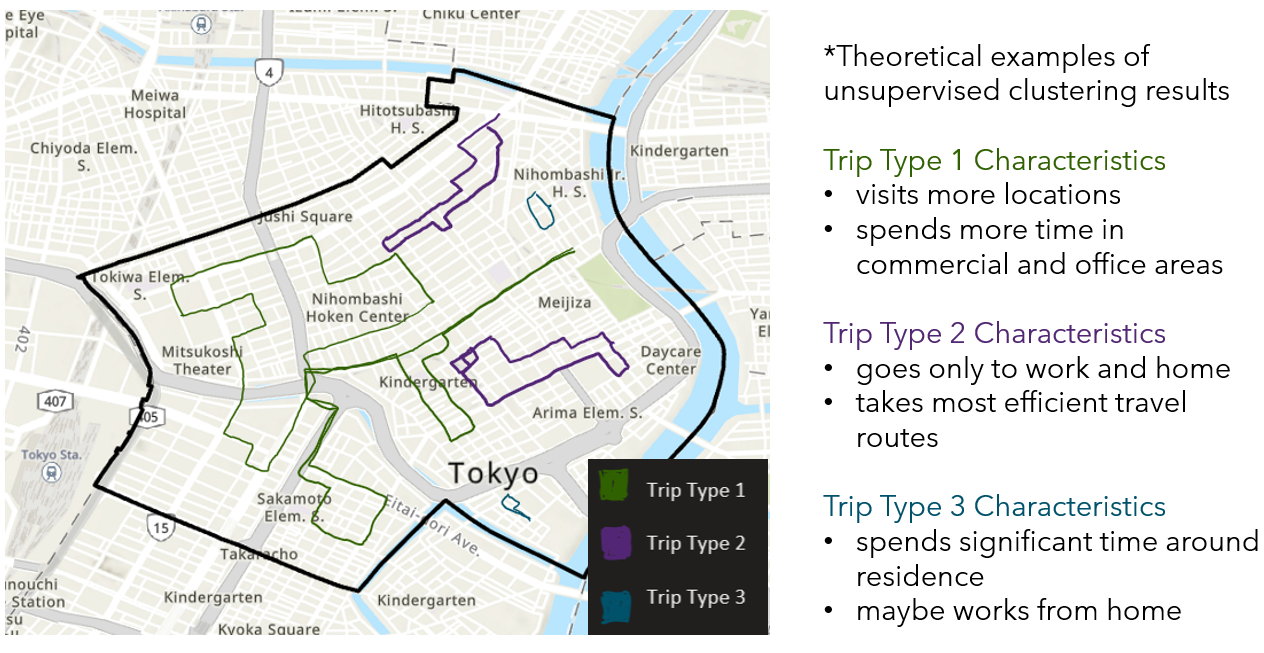 e Eye
pital
Chiku Center
4
Meiwa
Hospital
Hitotsubashi
H. S.
Chiyoda Elem.
S.
Kindergarten
Nihombashi Jr.
H. S.
Jushi Square
Tokiwa Elem.
S.
Nihombashi
Hoken Center
Meijiza
402
Mitsukoshi
Theater
Daycare
Center
Kindergarten
407
405
Arima Elem. S.
Tokyo Sta.
Tokyo
Sakamoto
Elem. S.
Eitai-dori Ave.
15
Takaracho
Kindergarten
Kindergarten
Station
su
Kyoka Square
Trip Type 1
Trip Type 2
Trip Type 3
*Theoretical examples of
unsupervised clustering results
Trip Type 1 Characteristics
• visits more locations
• spends more time in
commercial and office areas
Trip Type 2 Characteristics
• goes only to work and home
• takes most efficient travel
routes
Trip Type 3 Characteristics
• spends significant time around
residence
• maybe works from home